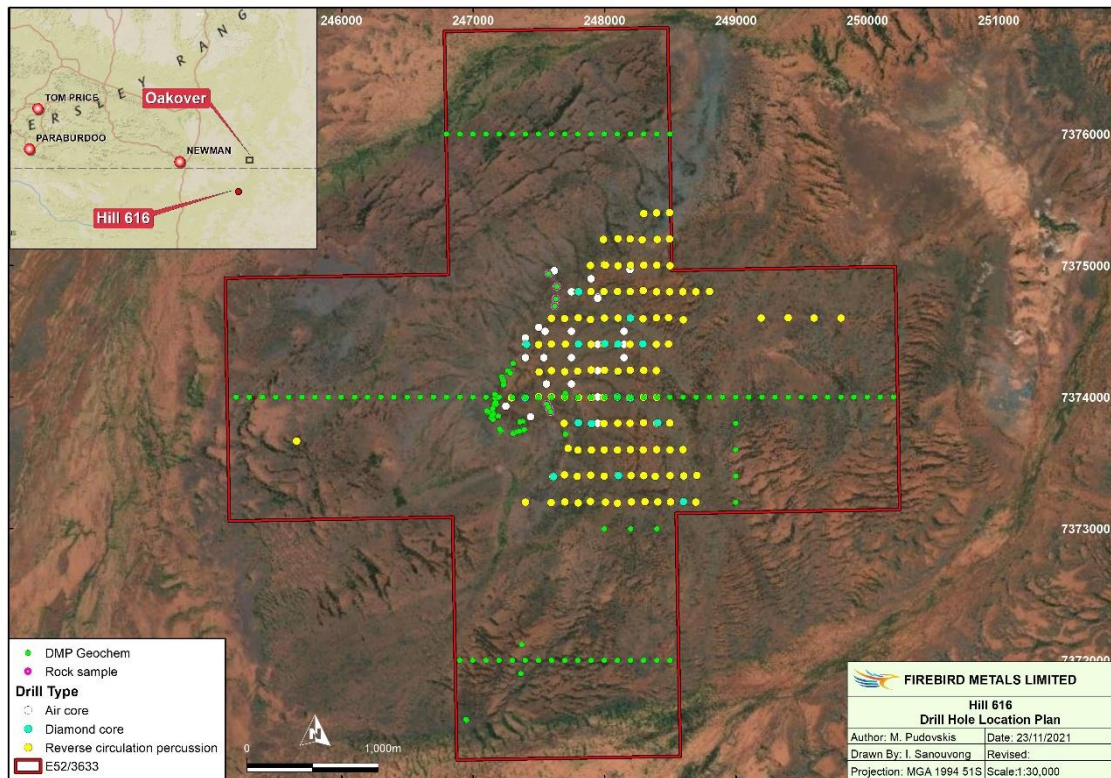 246000
247000
248000
249000
250000
251000
7376000
7375000
7374000
7373000
7372000
ERSLEY RANG
TOM PRICE
PARABURDOO
NEWMAN
Oakover
Hill 616
DMP Geochem
Rock sample
Drill Type
Air core
Diamond core
Reverse circulation percussion
E52/3633
N
0 1,000m
FIREBIRD METALS LIMITED
Hill 616
Drill Hole Location Plan
Author: M. Pudovskis Date: 23/11/2021
Drawn By: I. Sanouvong Revised:
Projection: MGA 1994 51S Scale:1:30,000